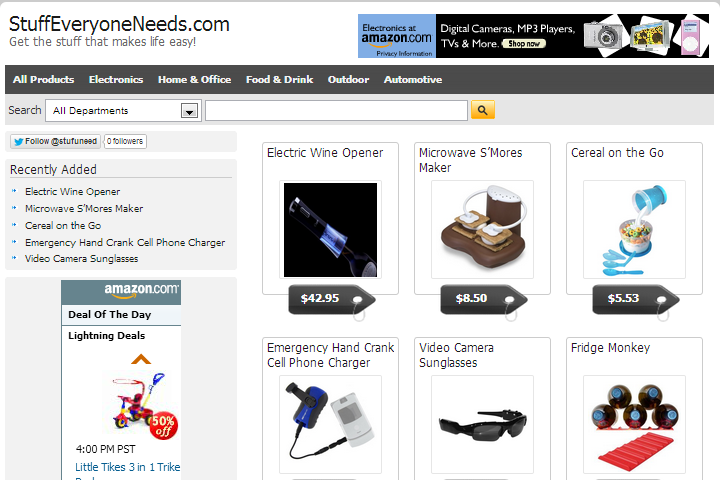 StuffEveryoneNeeds.com
Get the stuff that makes life easy!
Electronics at
amazon.com
Privacy Information
Digital Cameras, MP3 Players,
TVs & More. Shop now
All Products Electronics Home & Office Food & Drink Outdoor Automotive
Search All Departments
Follow @stufuneed 0 followers
Recently Added
Electric Wine Opener
Microwave S'Mores Maker
Cereal on the Go
Emergency Hand Crank Cell Phone Charger
Video Camera Sunglasses
amazon.com
Deal Of The Day
Lightning Deals
50%
off
4:00 PM PST
Little Tikes 3 in 1 Trike
Electric Wine Opener
$42.95
Microwave S'Mores
Maker
$8.50
Cereal on the Go
$5.53
Emergency Hand Crank
Cell Phone Charger
Video Camera
Sunglasses
Fridge Monkey